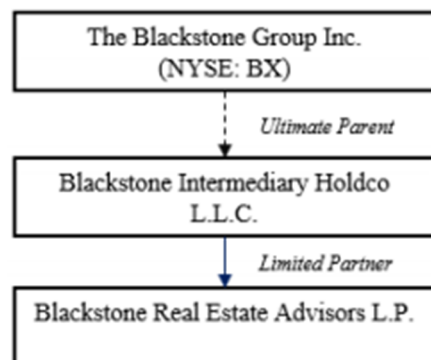 The Blackstone Group Inc.
(NYSE: BX)
Ultimate Parent
Blackstone Intermediary Holdco
L.L.C.
Limited Partner
Blackstone Real Estate Advisors L.P.